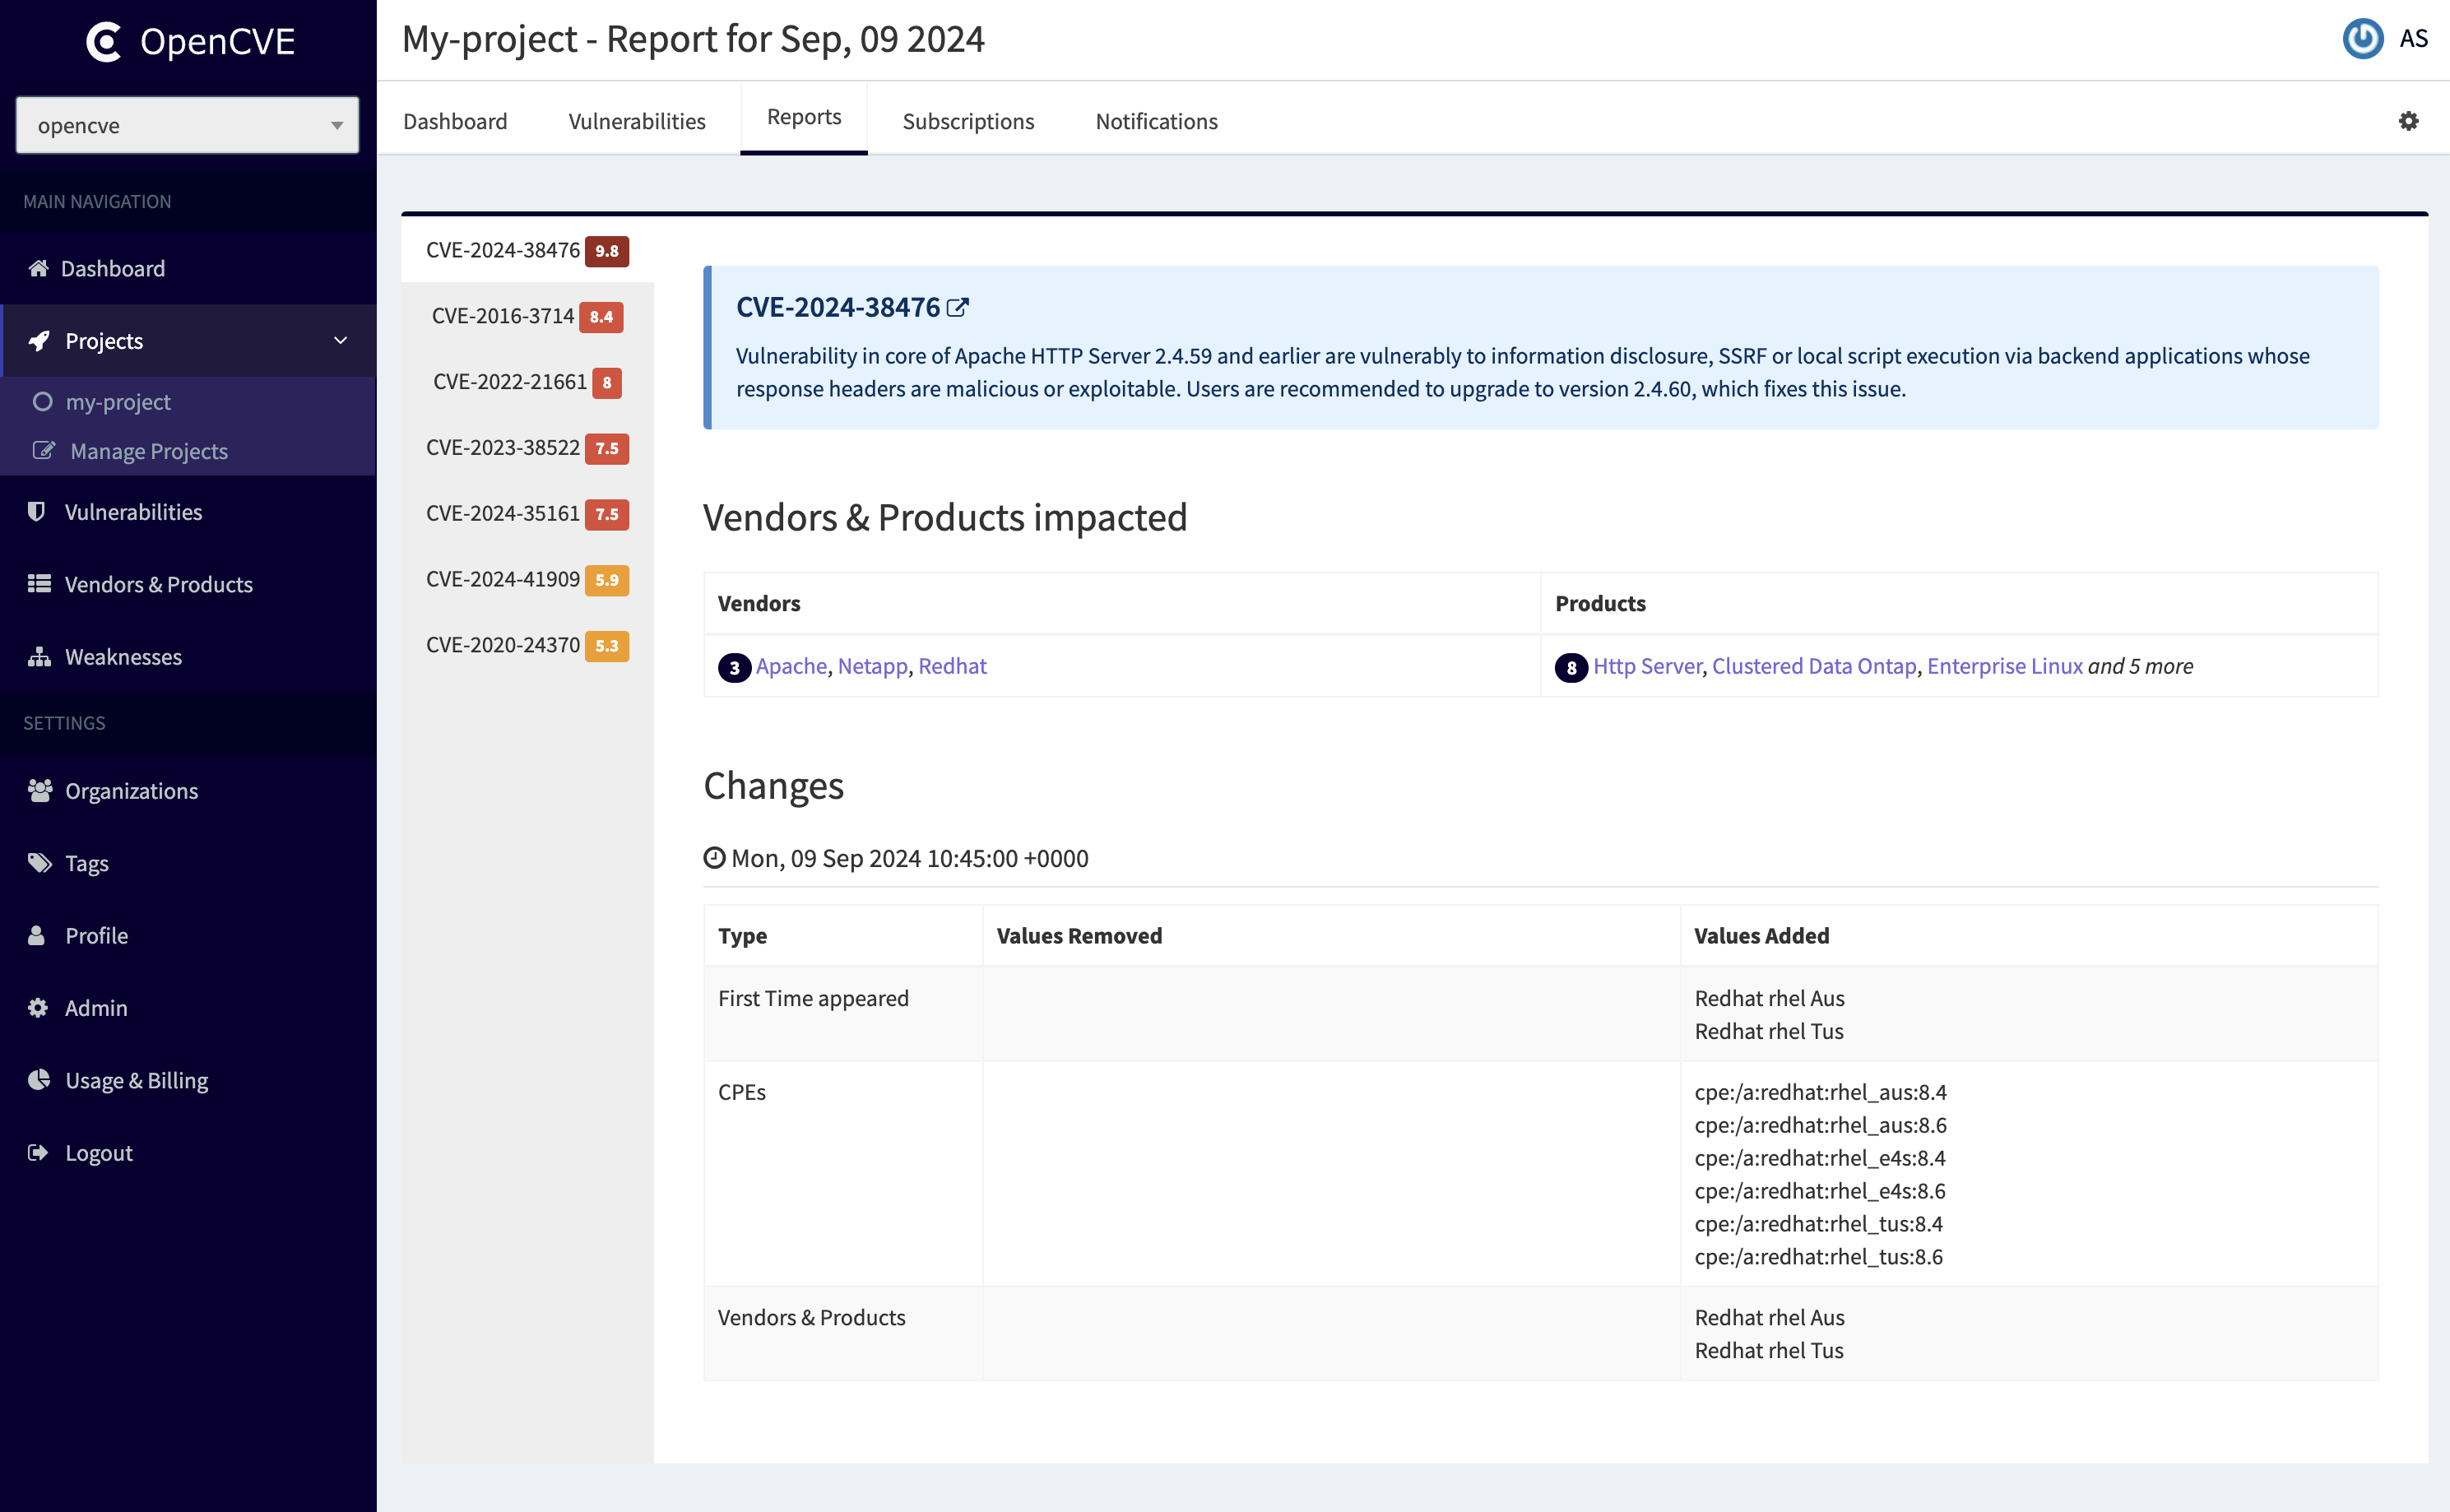 OpenCVE
opencve
MAIN NAVIGATION
Dashboard
Projects
my-project
Manage Projects
Vulnerabilities
Vendors & Products
Weaknesses
SETTINGS
Organizations
Tags
Profile
Admin
Usage & Billing
Logout
My-project - Report for Sep, 09 2024
AS
Dashboard Vulnerabilities Reports Subscriptions Notifications
CVE-2024-38476 9.8
CVE-2016-3714 8.4
CVE-2022-21661 8
CVE-2023-38522 7.5
CVE-2024-35161 7.5
CVE-2024-41909 5.9
CVE-2020-24370 5.3
CVE-2024-38476
Vulnerability in core of Apache HTTP Server 2.4.59 and earlier are vulnerably to information disclosure, SSRF or local script execution via backend applications whose
response headers are malicious or exploitable. Users are recommended to upgrade to version 2.4.60, which fixes this issue.
Vendors & Products impacted
Vendors Products
3 Apache, Netapp, Redhat 8 Http Server, Clustered Data Ontap, Enterprise Linux and 5 more
Changes
Mon, 09 Sep 2024 10:45:00 +0000
Type Values Removed Values Added
First Time appeared Redhat rhel Aus
Redhat rhel Tus
CPEs cpe:/a:redhat:rhel_aus:8.4
cpe:/a:redhat:rhel_aus:8.6
cpe:/a:redhat:rhel_e4s:8.4
cpe:/a:redhat:rhel_e4s:8.6
cpe:/a:redhat:rhel_tus:8.4
cpe:/a:redhat:rhel_tus:8.6
Vendors & Products Redhat rhel Aus
Redhat rhel Tus